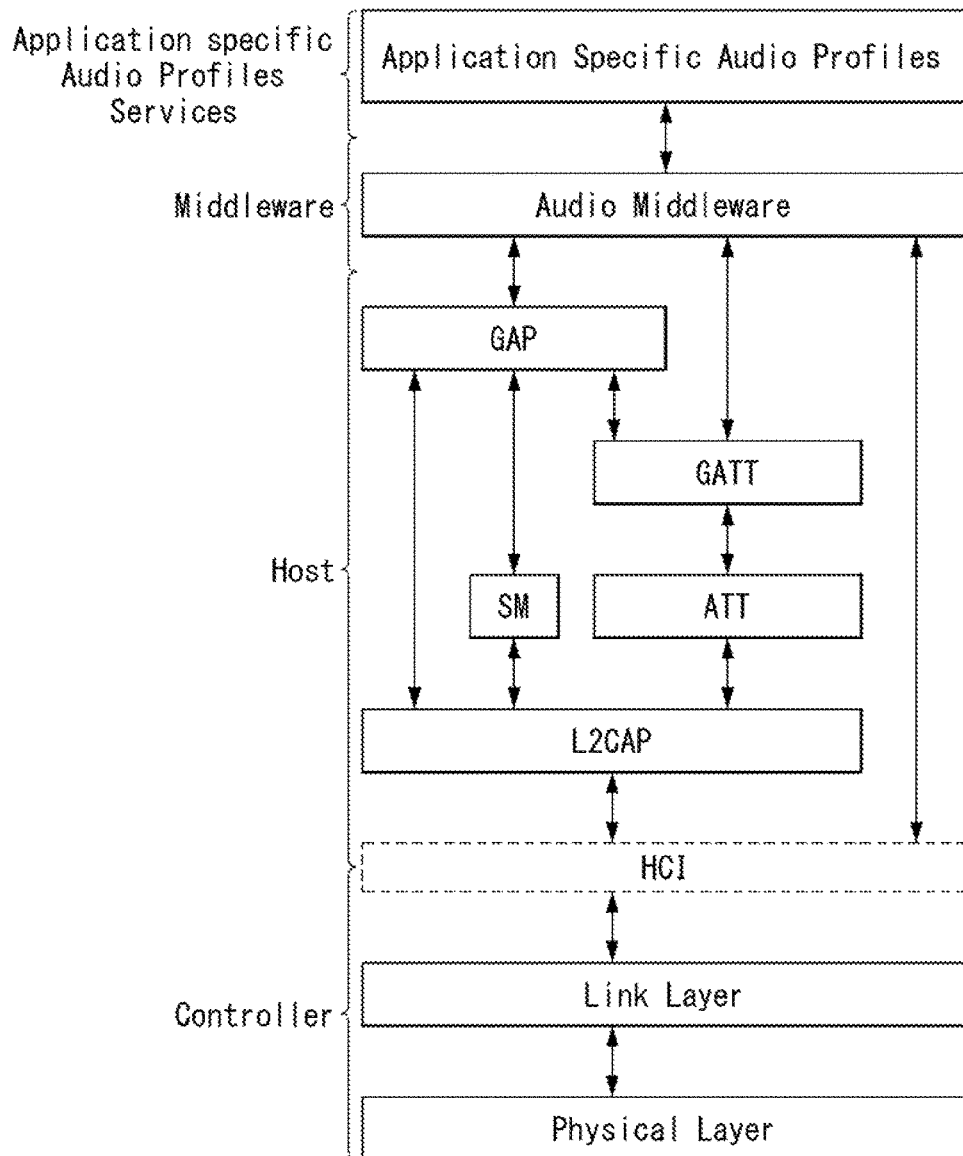 Application specific
Audio Profiles
Services
Application Specific Audio Profiles
Middleware
Audio Middleware
GAP
GATT
Host
SM
ATT
L2CAP
HCI
Link Layer
Controller
Physical Layer